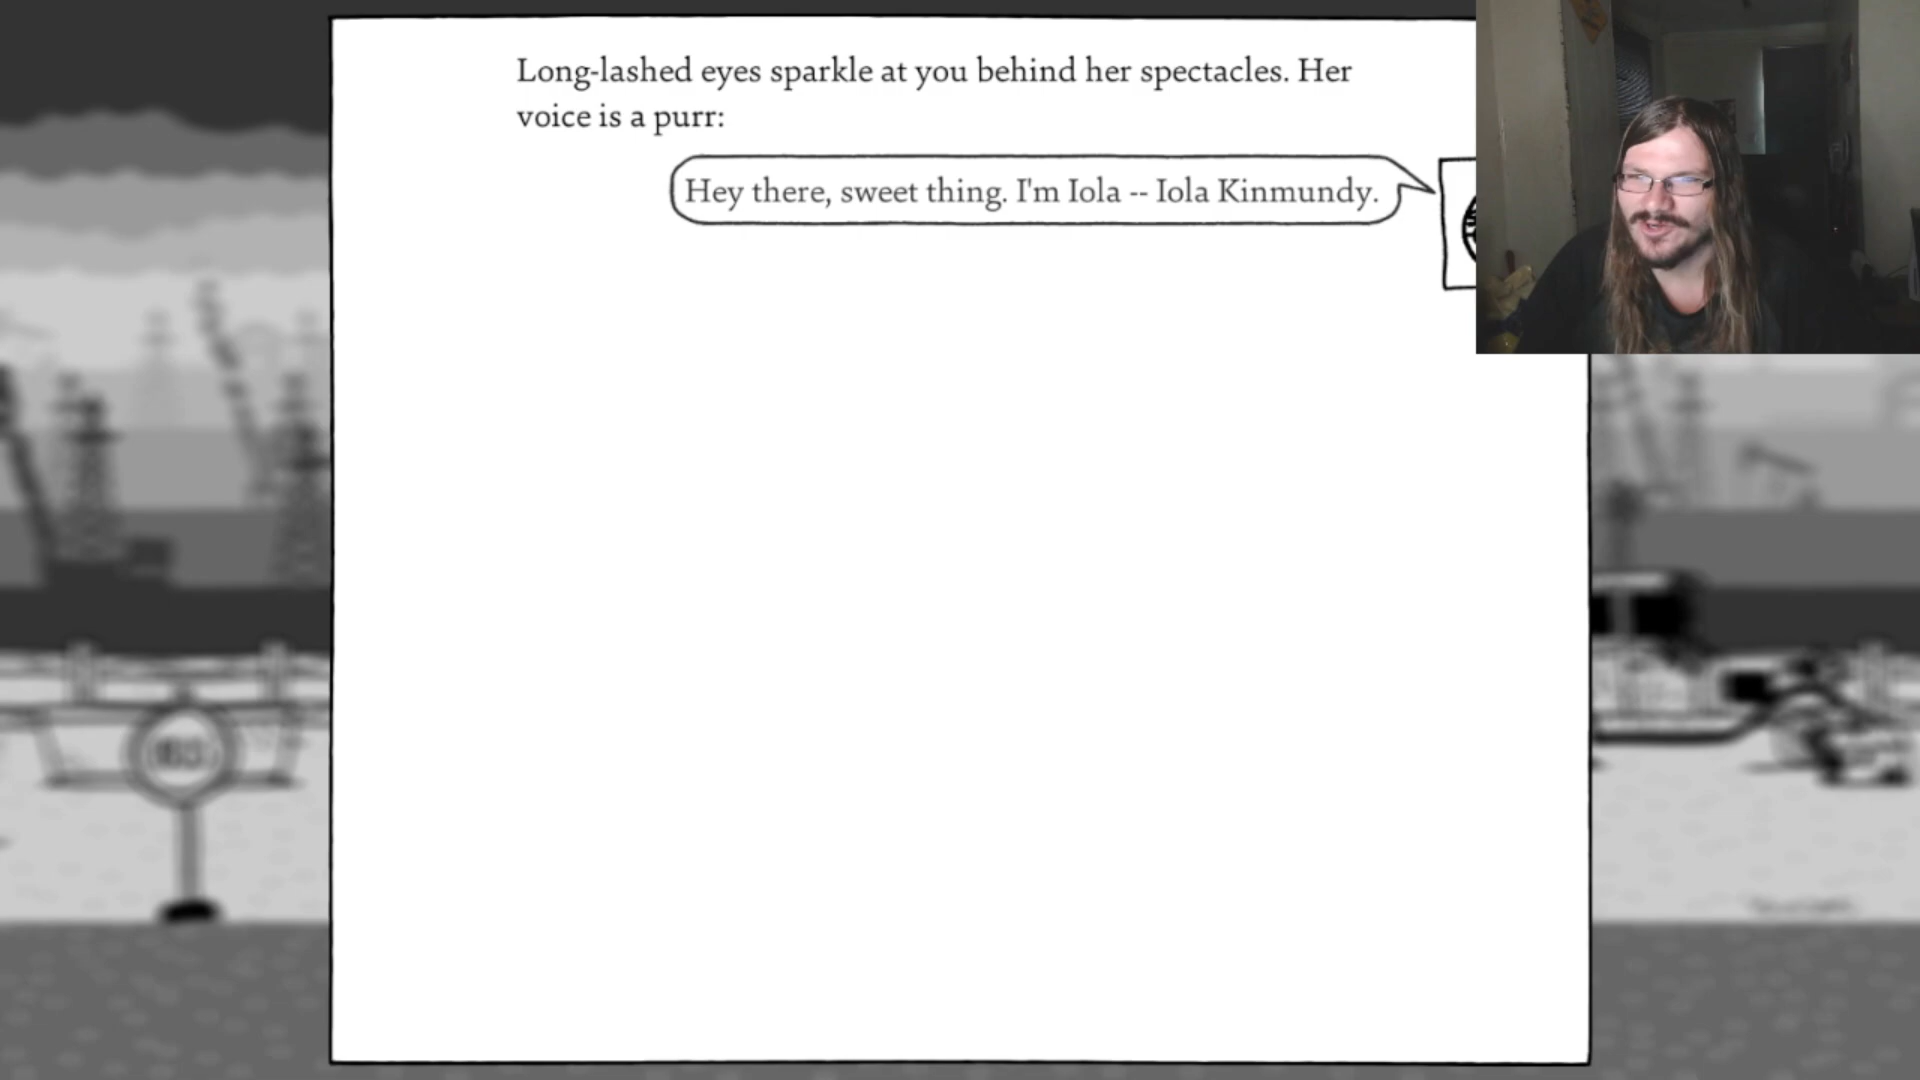 Long-lashed eyes sparkle at you behind her spectacles. Her
voice is a purr:
Hey there, sweet thing. I'm Iola -- Iola Kinmundy.